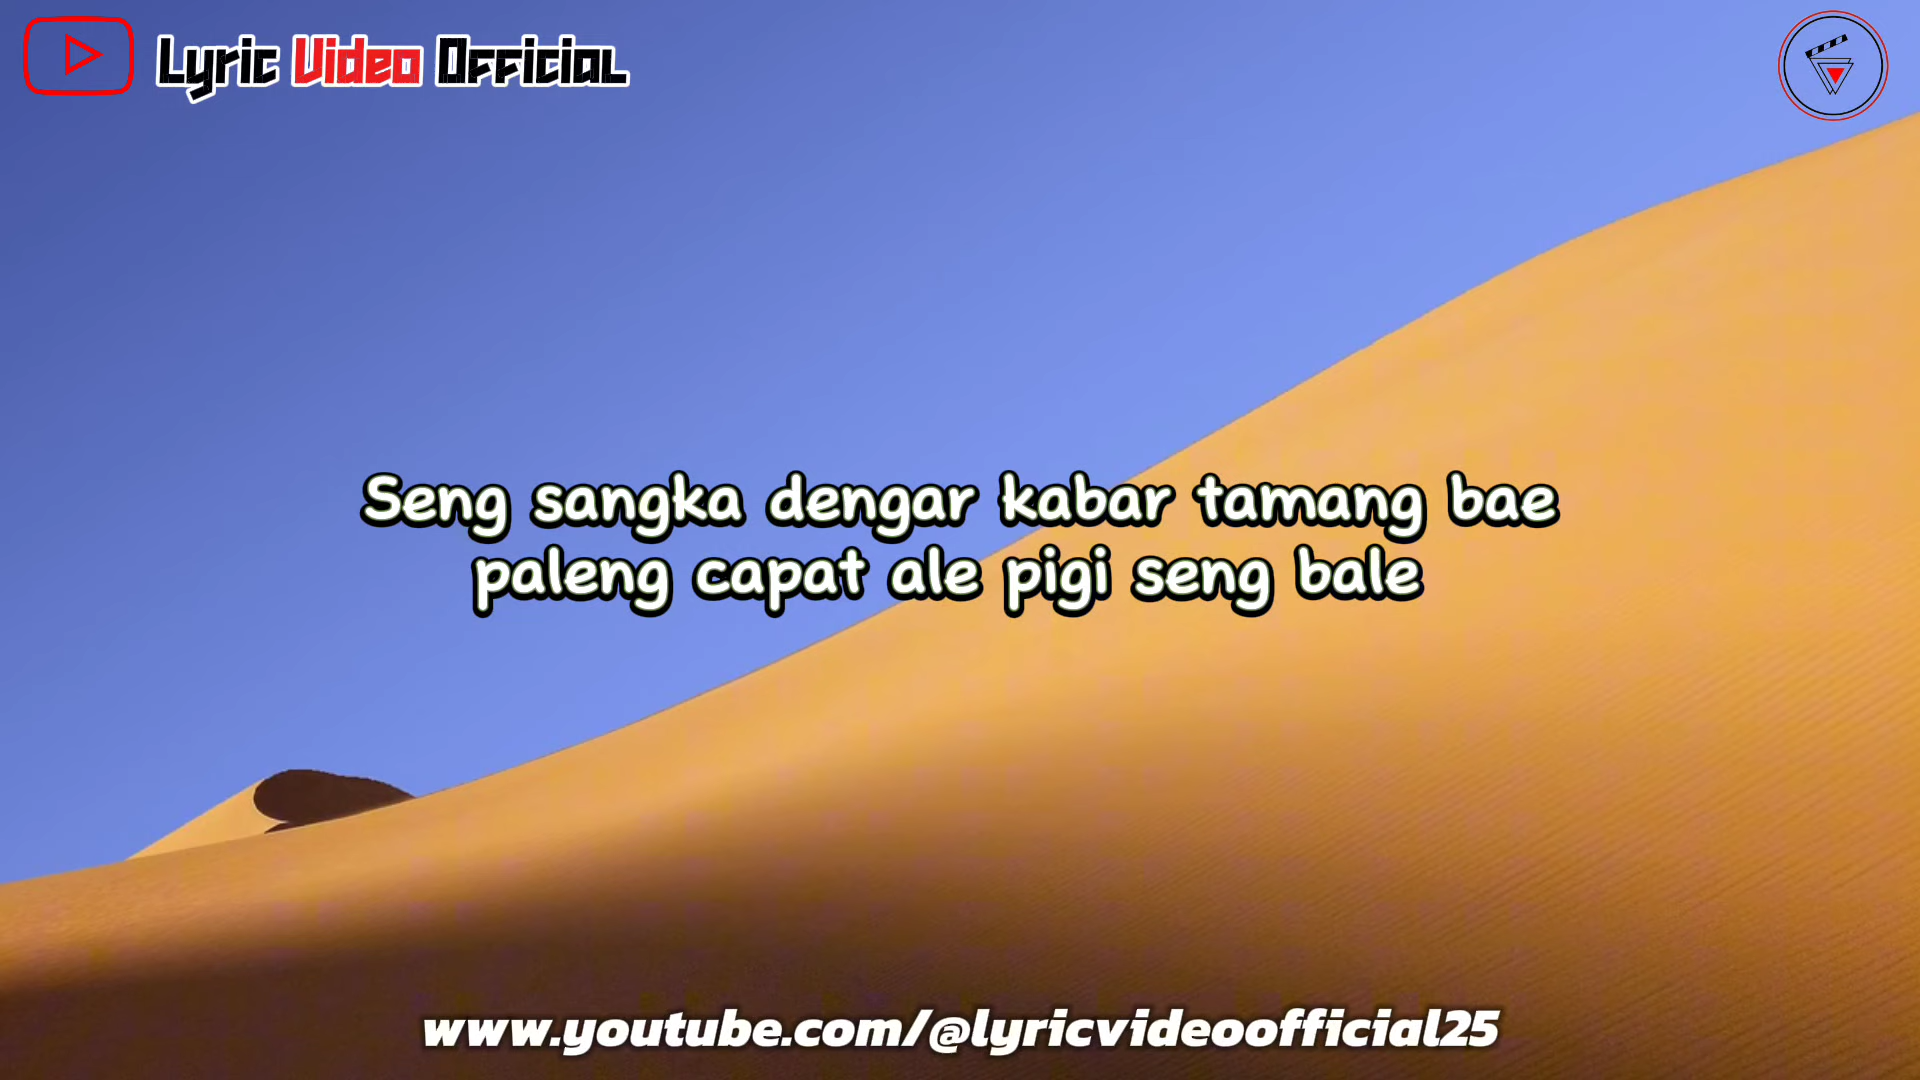 Lyric Video Official
Seng sangka dengar kabar tamang bae
paleng capat ale pigi seng bale
www.youtube.com/@lyricvideoofficial25